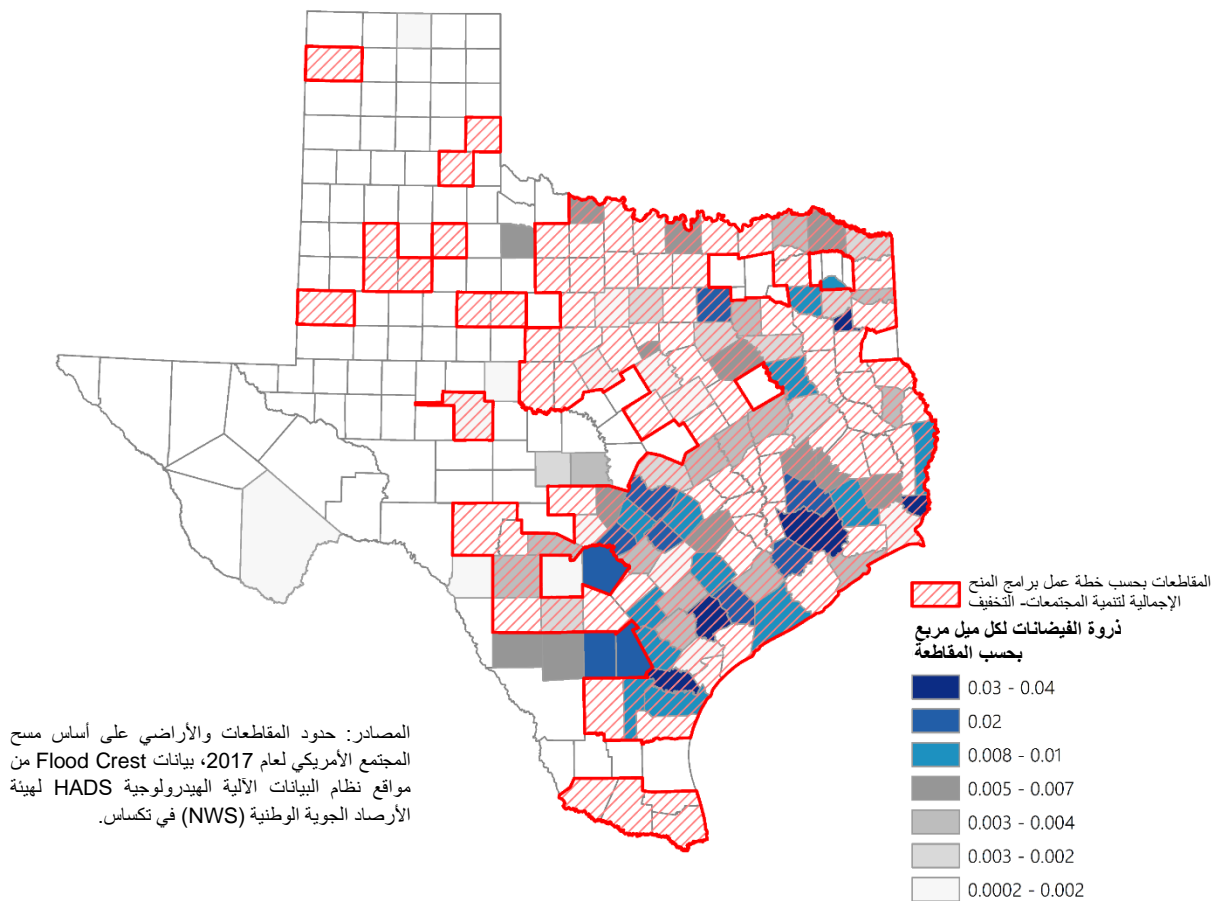 المقاطعات بحسب خطة عمل برامج المنح
الإجمالية لتنمية المجتمعات- التخفيف
ذروة الفيضانات لكل ميل مربع
بحسب المقاطعة
0.03 - 0.04
0.02
0.008 - 0.01
0.005 - 0.007
0.003 - 0.004
0.003 - 0.002
0.0002 - 0.002
المصادر: حدود المقاطعات والأراضي على أساس مسح
المجتمع الأمريكي لعام 2017، بيانات Flood Crest من
مواقع نظام البيانات الآلية الهيدرولوجية HADS لهيئة
الأرصاد الجوية الوطنية (NWS) في تكساس.